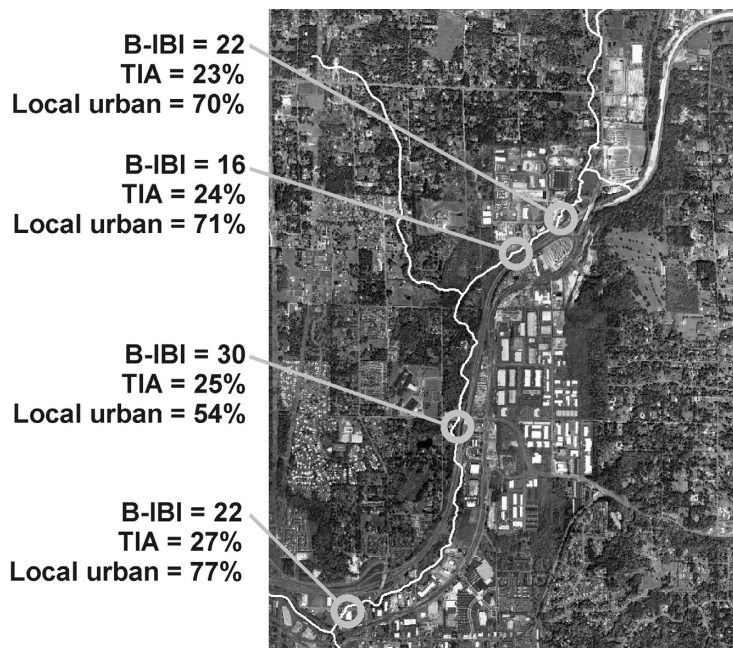 B-IBI = 22
TIA = 23%
Local urban = 70%
B-IBI = 16
TIA = 24%
Local urban = 71%
B-IBI = 30
TIA = 25%
Local urban = 54%
B-IBI = 22
TIA = 27%
Local urban = 77%